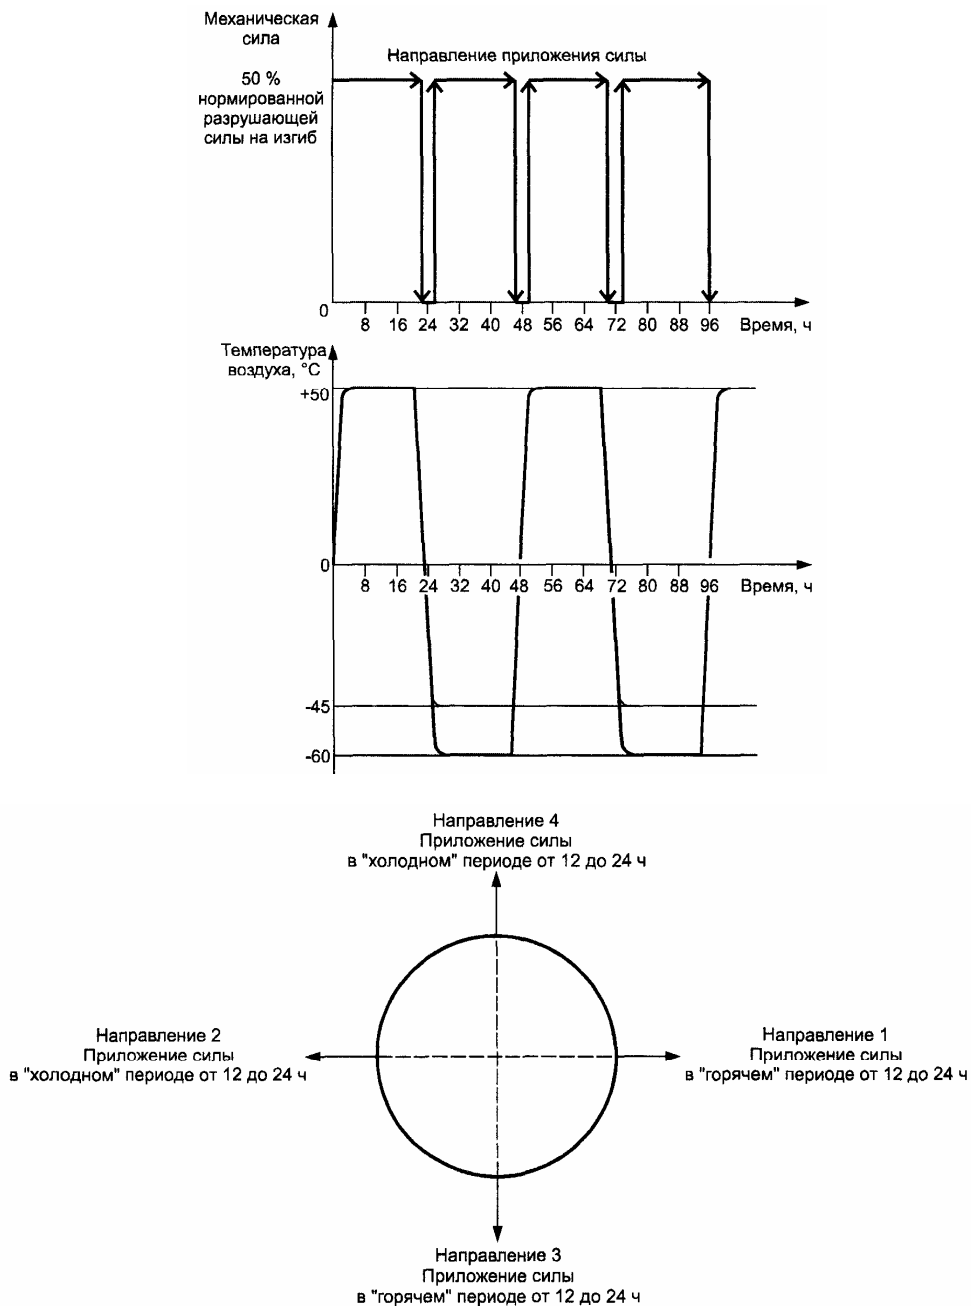 Механическая
сила
Направление приложения силы
50 %
нормированной
разрушающей
силы на изгиб
0
8 16 24 32 40 48 56 64 72 80 88 96 Время, ч
Температура
воздуха, °C
+50
0
8 16 24 32 40 48 56 64 72 80 88 96 Время, ч
-45
-60
Направление 4
Приложение силы
в "холодном" периоде от 12 до 24 ч
Направление 2
Приложение силы
в "холодном" периоде от 12 до 24 ч
Направление 1
Приложение силы
в "горячем" периоде от 12 до 24 ч
Направление 3
Приложение силы
в "горячем" периоде от 12 до 24 ч